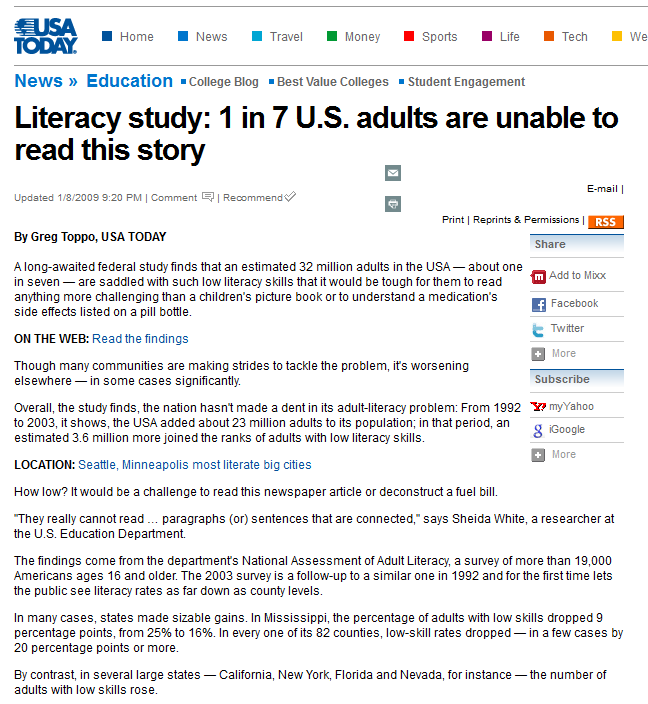 USA
TODAY.
Home News Travel Money Sports Life Tech We
News » Education College Blog Best Value Colleges Student Engagement
Literacy study: 1 in 7 U.S. adults are unable to
read this story
E-mail |
Updated 1/8/2009 9:20 PM | Comment | Recommend
Print | Reprints & Permissions | RSS
By Greg Toppo, USA TODAY
A long-awaited federal study finds that an estimated 32 million adults in the USA — about one
in seven — are saddled with such low literacy skills that it would be tough for them to read
anything more challenging than a children's picture book or to understand a medication's
side effects listed on a pill bottle.
ON THE WEB: Read the findings
Though many communities are making strides to tackle the problem, it's worsening
elsewhere — in some cases significantly.
Overall, the study finds, the nation hasn't made a dent in its adult-literacy problem: From 1992
to 2003, it shows, the USA added about 23 million adults to its population; in that period, an
estimated 3.6 million more joined the ranks of adults with low literacy skills.
LOCATION: Seattle, Minneapolis most literate big cities
How low? It would be a challenge to read this newspaper article or deconstruct a fuel bill.
"They really cannot read … paragraphs (or) sentences that are connected," says Sheida White, a researcher at
the U.S. Education Department.
The findings come from the department's National Assessment of Adult Literacy, a survey of more than 19,000
Americans ages 16 and older. The 2003 survey is a follow-up to a similar one in 1992 and for the first time lets
the public see literacy rates as far down as county levels.
In many cases, states made sizable gains. In Mississippi, the percentage of adults with low skills dropped 9
percentage points, from 25% to 16%. In every one of its 82 counties, low-skill rates dropped — in a few cases by
20 percentage points or more.
By contrast, in several large states — California, New York, Florida and Nevada, for instance — the number of
adults with low skills rose.
Share
m Add to Mixx
Facebook
Twitter
More
Subscribe
myYahoo
iGoogle
More